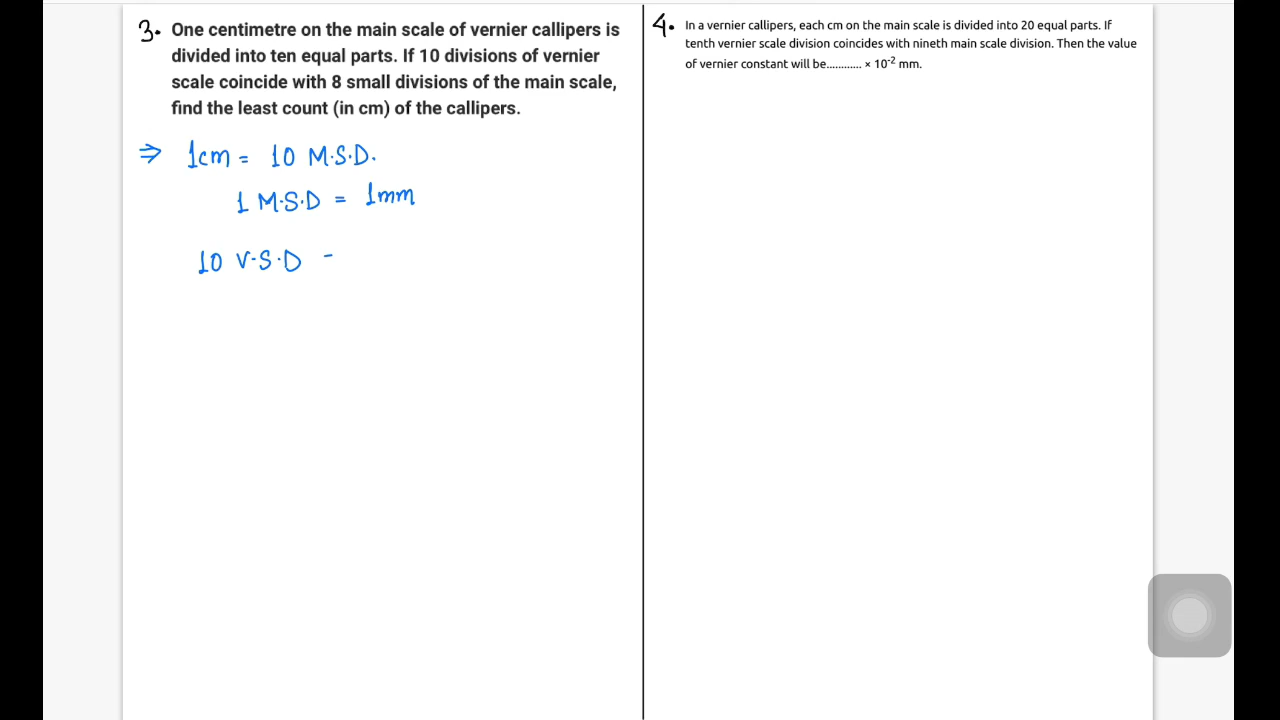 3. One centimetre on the main scale of vernier callipers is
divided into ten equal parts. If 10 divisions of vernier
scale coincide with 8 small divisions of the main scale,
find the least count (in cm) of the callipers.
⇒ 1cm = 10 M.S.D.
1 M.S.D = 1mm
10 V.S.D -
4. In a vernier callipers, each cm on the main scale is divided into 20 equal parts. If
tenth vernier scale division coincides with nineth main scale division. Then the value
of vernier constant will be............ × 10⁻² mm.